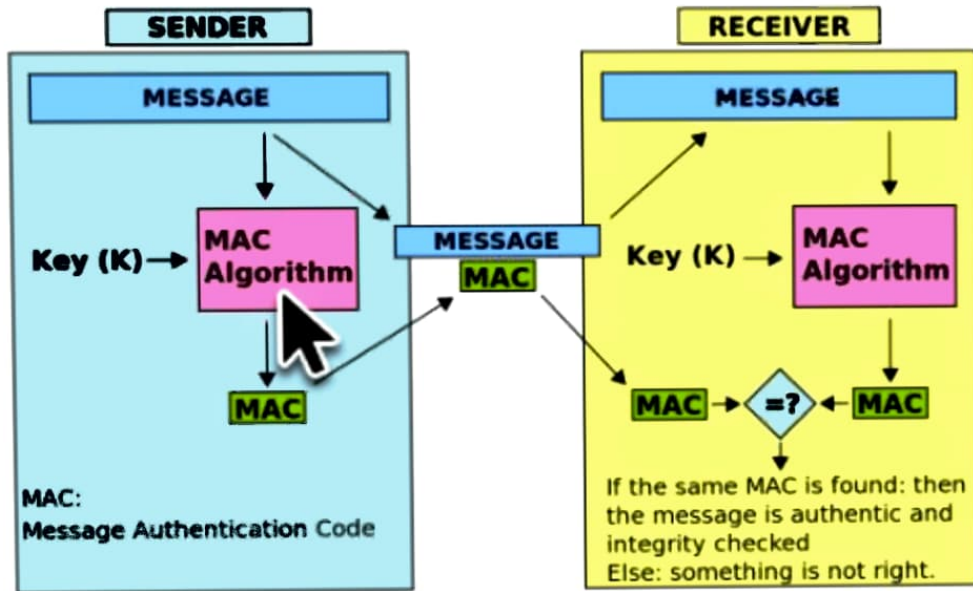 SENDER
MESSAGE
Key (K)
MAC
Algorithm
MAC
MAC:
Message Authentication Code
MESSAGE
MAC
RECEIVER
MESSAGE
Key (K)
MAC
Algorithm
MAC
=?
MAC
If the same MAC is found: then
the message is authentic and
integrity checked
Else: something is not right.